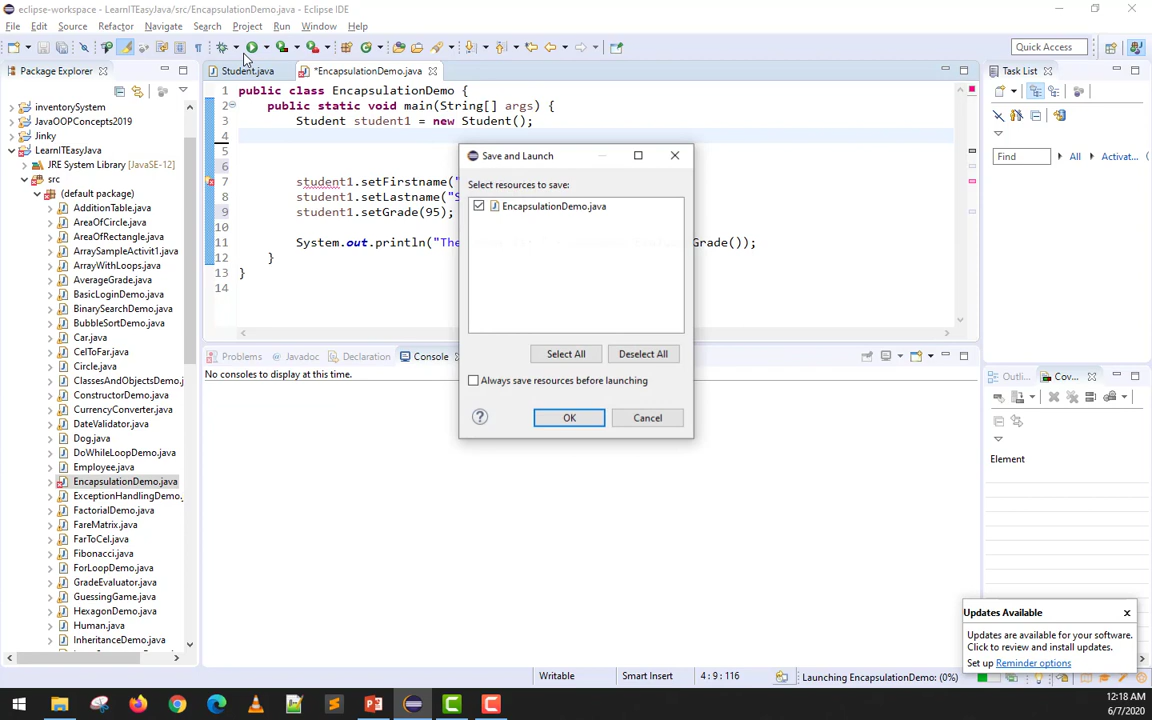 eclipse-workspace - LearnITEasyJava/src/EncapsulationDemo.java - Eclipse IDE
File Edit Source Refactor Navigate Search Project Run Window Help
Quick Access
Package Explorer
Student.java
*EncapsulationDemo.java
Task List
inventorySystem
JavaOOPConcepts2019
Jinky
LearnITEasyJava
JRE System Library [JavaSE-12]
src
(default package)
AdditionTable.java
AreaOfCircle.java
AreaOfRectangle.java
ArraySampleActivit1.java
ArrayWithLoops.java
AverageGrade.java
BasicLoginDemo.java
BinarySearchDemo.java
BubbleSortDemo.java
Car.java
CelToFar.java
Circle.java
ClassesAndObjectsDemo.j
ConstructorDemo.java
CurrencyConverter.java
DateValidator.java
Dog.java
DoWhileLoopDemo.java
Employee.java
EncapsulationDemo.java
ExceptionHandlingDemo.
FactorialDemo.java
FareMatrix.java
FarToCel.java
Fibonacci.java
ForLoopDemo.java
GradeEvaluator.java
GuessingGame.java
HexagonDemo.java
Human.java
InheritanceDemo.java
1 public class EncapsulationDemo {
2 public static void main(String[] args) {
3 Student student1 = new Student();
4
5
6
7 student1.setFirstname("
8 student1.setLastname("S
9 student1.setGrade(95);
10
11 System.out.println("The Grade());
12 }
13 }
14
Save and Launch
Select resources to save:
EncapsulationDemo.java
Select All Deselect All
Always save resources before launching
OK Cancel
Find All Activat...
Problems Javadoc Declaration Console
No consoles to display at this time.
Outli... Cov...
Element
Updates Available
Updates are available for your software.
Click to review and install updates.
Set up Reminder options
Writable Smart Insert 4 : 9 : 116 Launching EncapsulationDemo: (0%)
12:18 AM
6/7/2020